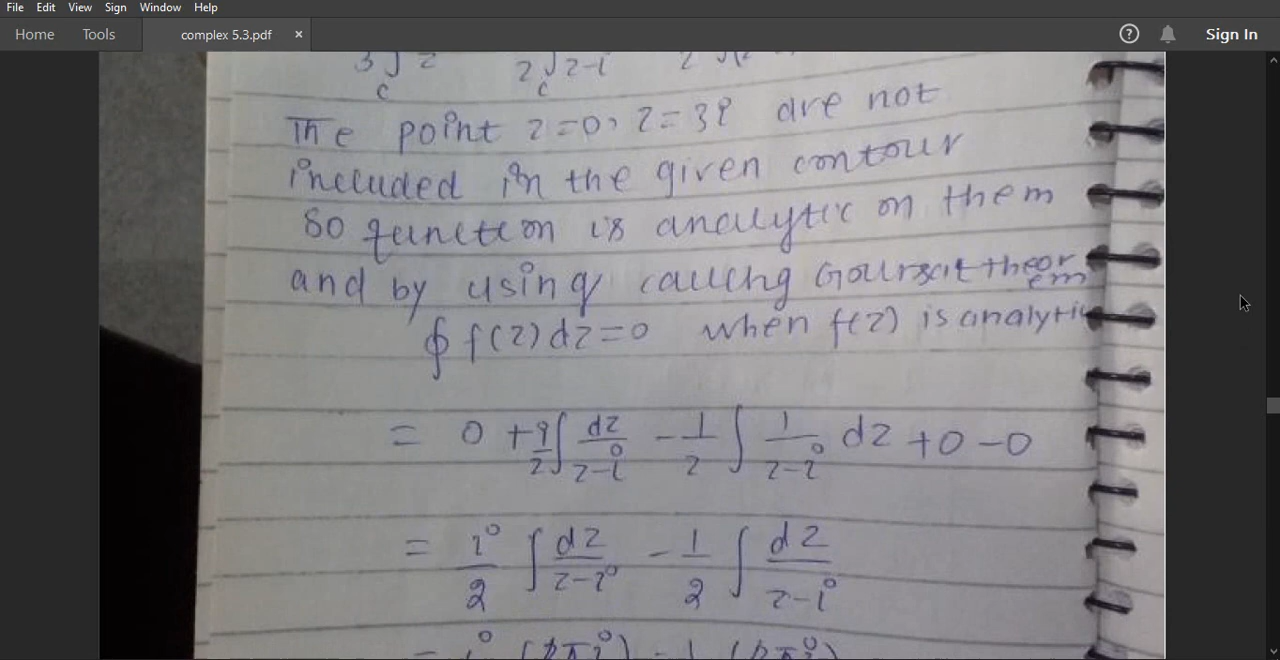 File Edit View Sign Window Help
Home Tools complex 5.3.pdf × Sign In
The point z=0, z=3i are not
included in the given contour
so function is analytic on them
and by using cauchy Goursat theorem
∮ f(z) dz = 0 when f(z) is analytic
= 0 + i/2 ∫ dz/z-i - 1/2 ∫ 1/z-i dz + 0 - 0
= i/2 ∫ dz/z-i - 1/2 ∫ dz/z-i